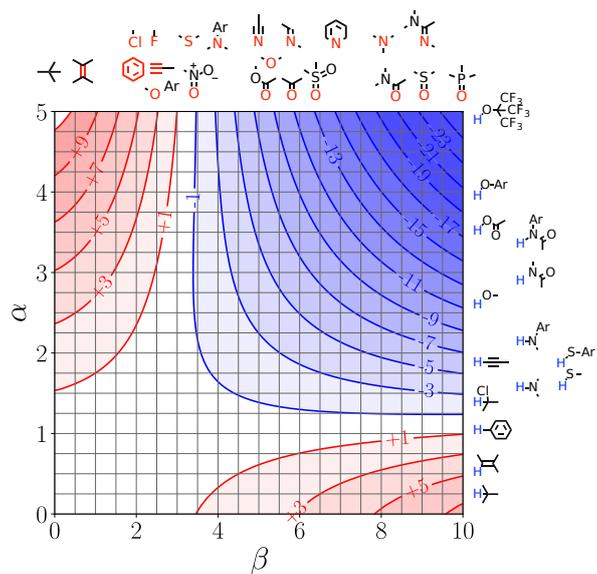 Ar
Cl F S N N N N N N
O
Ar N O − O S O N S P
O + O O O O O O O
5
4
3
2
1
0
α
0 2 4 6 8 10
β
+9
+7
+5
+3
+1
-1
-13
-23
-21
-19
-17
-15
-11
-9
-7
-5
-3
+1
+3
+5
CF₃
H O CF₃
CF₃
H O-Ar
H O O
Ar
H N O
H N O
H O
Ar
H N
H
S-Ar
H
S
H
Cl
H
H N
H
H
H